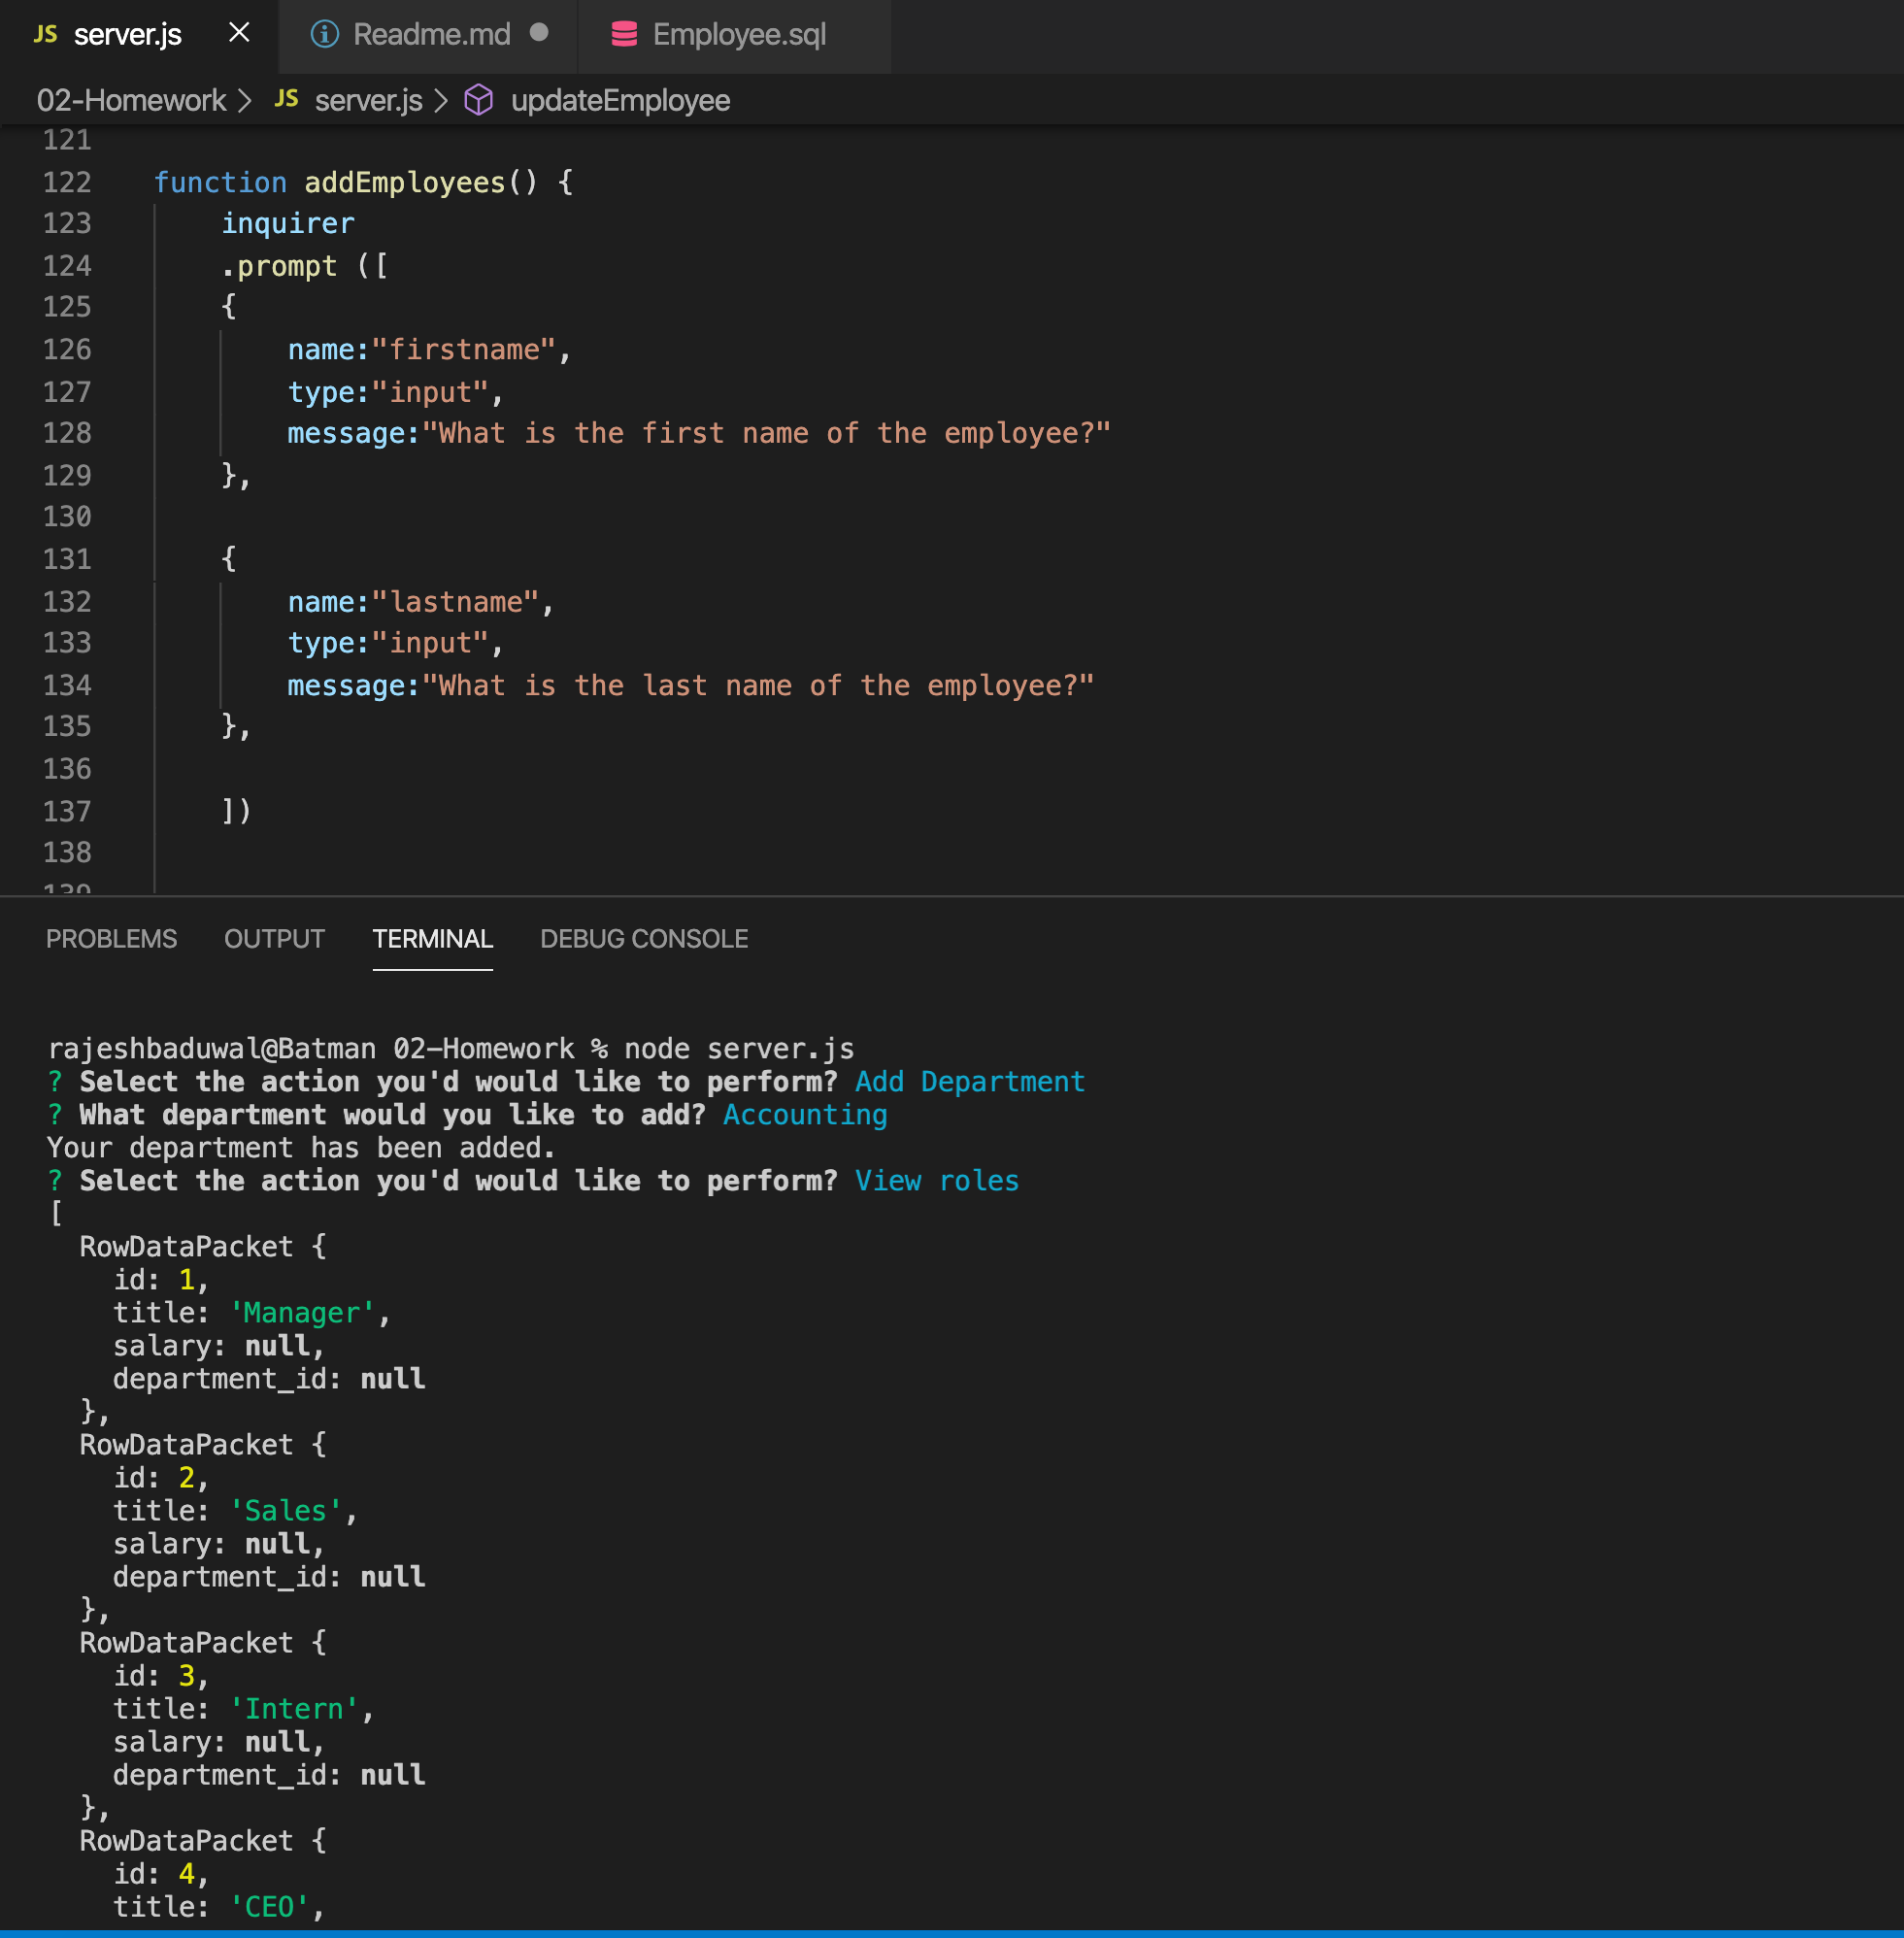 JS server.js × Readme.md Employee.sql
02-Homework > JS server.js > updateEmployee
121
122 function addEmployees() {
123 inquirer
124 .prompt ([
125 {
126 name:"firstname",
127 type:"input",
128 message:"What is the first name of the employee?"
129 },
130
131 {
132 name:"lastname",
133 type:"input",
134 message:"What is the last name of the employee?"
135 },
136
137 ])
138
139
PROBLEMS OUTPUT TERMINAL DEBUG CONSOLE
rajeshbaduwal@Batman 02-Homework % node server.js
? Select the action you'd would like to perform? Add Department
? What department would you like to add? Accounting
Your department has been added.
? Select the action you'd would like to perform? View roles
[
RowDataPacket {
id: 1,
title: 'Manager',
salary: null,
department_id: null
},
RowDataPacket {
id: 2,
title: 'Sales',
salary: null,
department_id: null
},
RowDataPacket {
id: 3,
title: 'Intern',
salary: null,
department_id: null
},
RowDataPacket {
id: 4,
title: 'CEO',